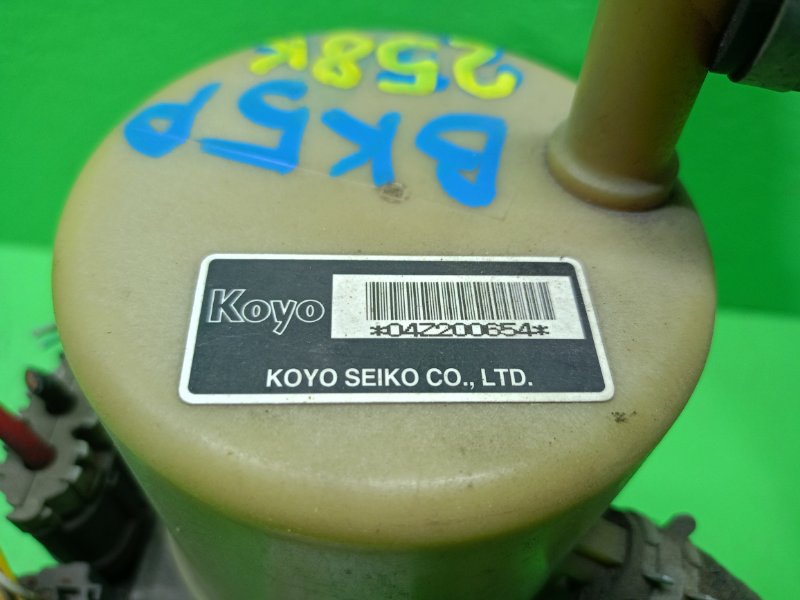 258K
BK5P
Koyo
*04Z200654*
KOYO SEIKO CO., LTD.